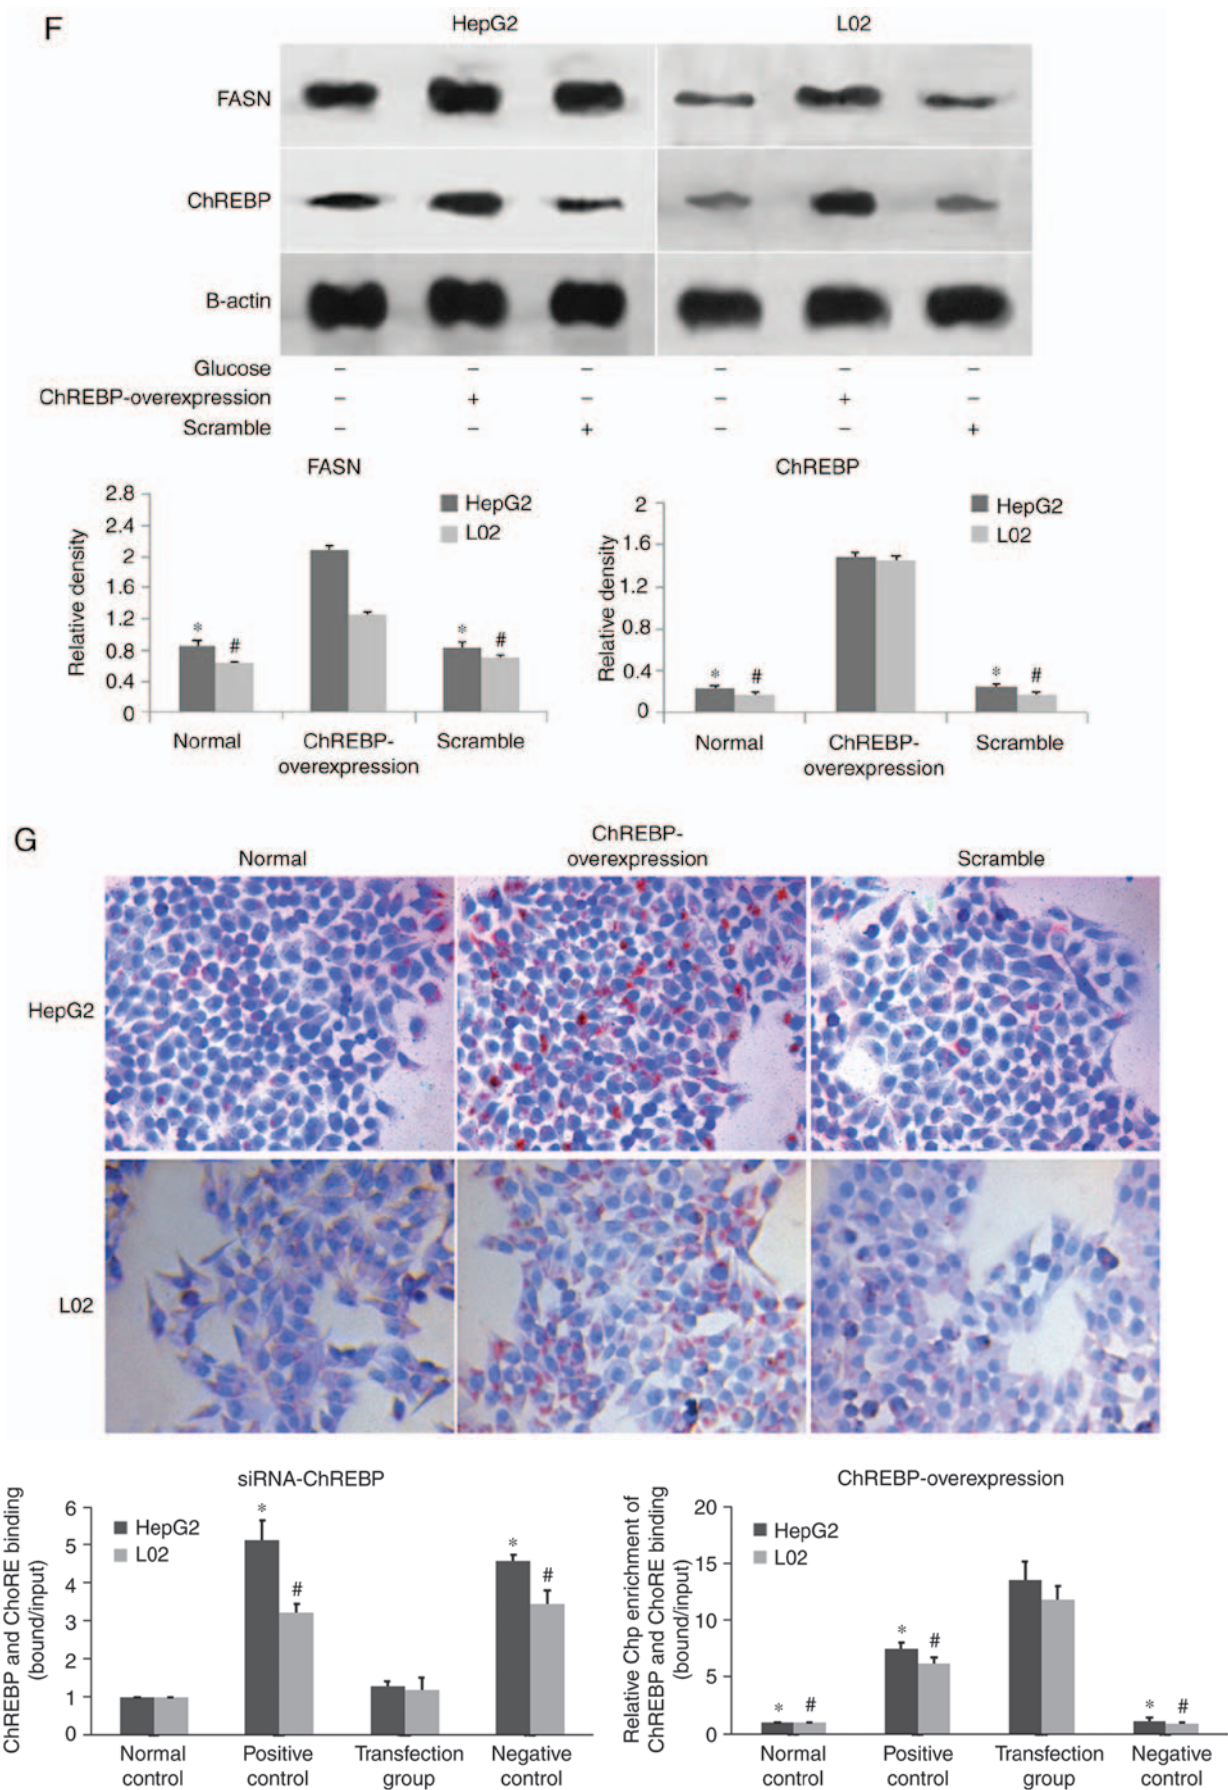 F
HepG2 L02
FASN
ChREBP
B-actin
Glucose – – – – – –
ChREBP-overexpression – + – – + –
Scramble – – + – – +
FASN
Relative density
2.8
2.4
2
1.6
1.2
0.8
0.4
0
HepG2
L02
* # * #
Normal ChREBP-overexpression Scramble
ChREBP
Relative density
2
1.6
1.2
0.8
0.4
0
HepG2
L02
* # * #
Normal ChREBP-overexpression Scramble
G
Normal ChREBP-overexpression Scramble
HepG2
L02
siRNA-ChREBP
ChREBP and ChoRE binding
(bound/input)
6
5
4
3
2
1
0
HepG2
L02
* # * #
Normal control Positive control Transfection group Negative control
ChREBP-overexpression
Relative Chp enrichment of
ChREBP and ChoRE binding
(bound/input)
20
15
10
5
0
HepG2
L02
* # * # * #
Normal control Positive control Transfection group Negative control